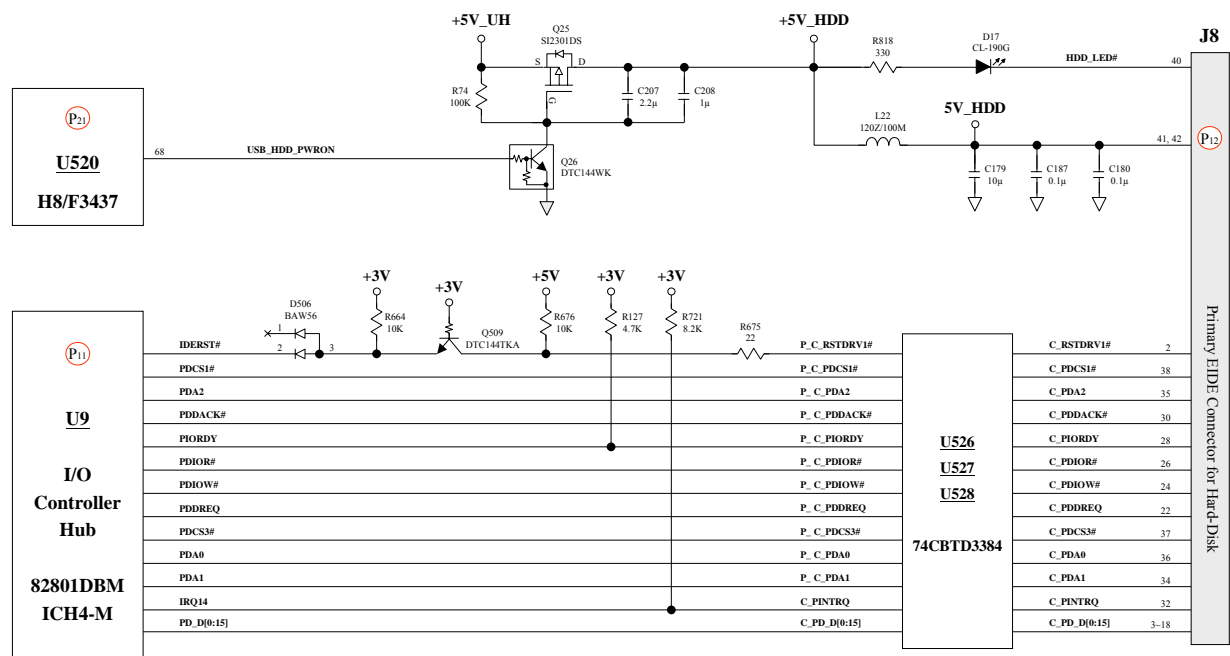 +5V_UH
Q25
SI2301DS
+5V_HDD
R818
330
D17
CL-190G
HDD_LED#
40
J8
S
D
G
R74
100K
C207
2.2µ
C208
1µ
L22
120Z/100M
5V_HDD
41, 42
P12
C179
10µ
C187
0.1µ
C180
0.1µ
P21
U520
H8/F3437
68
USB_HDD_PWRON
Q26
DTC144WK
Primary EIDE Connector for Hard-Disk
+3V
+3V
+5V
+3V
+3V
D506
BAW56
1
2
3
R664
10K
Q509
DTC144TKA
R676
10K
R127
4.7K
R721
8.2K
R675
22
P11
U9
I/O
Controller
Hub
82801DBM
ICH4-M
IDERST#
P_C_RSTDRV1#
C_RSTDRV1#
2
PDCS1#
P_ C_PDCS1#
C_PDCS1#
38
PDA2
P_ C_PDA2
C_PDA2
35
PDDACK#
P_ C_PDDACK#
C_PDDACK#
30
PIORDY
P_ C_PIORDY
C_PIORDY
28
PDIOR#
P_ C_PDIOR#
C_PDIOR#
26
PDIOW#
P_ C_PDIOW#
C_PDIOW#
24
PDDREQ
P_ C_PDDREQ
C_PDDREQ
22
PDCS3#
P_ C_PDCS3#
C_PDCS3#
37
PDA0
P_ C_PDA0
C_PDA0
36
PDA1
P_ C_PDA1
C_PDA1
34
IRQ14
C_PINTRQ
C_PINTRQ
32
PD_D[0:15]
C_PD_D[0:15]
C_PD_D[0:15]
3~18
U526
U527
U528
74CBTD3384